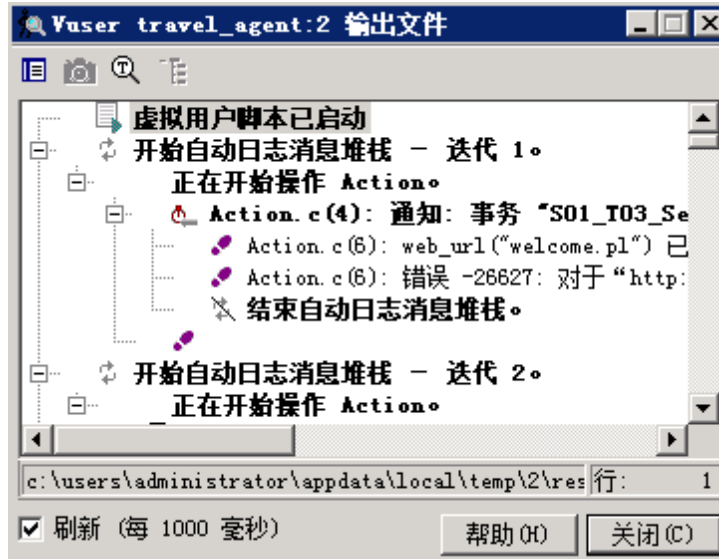 Vuser travel_agent:2 输出文件
虚拟用户脚本已启动
开始自动日志消息堆栈 - 迭代 1。
正在开始操作 Action。
Action.c(4): 通知: 事务 "S01_T03_Se
Action.c(6): web_url("welcome.pl") 已
Action.c(6): 错误 -26627: 对于"http:
结束自动日志消息堆栈。
开始自动日志消息堆栈 - 迭代 2。
正在开始操作 Action。
c:\users\administrator\appdata\local\temp\2\res 行: 1
刷新 (每 1000 毫秒) 帮助(H) 关闭(C)